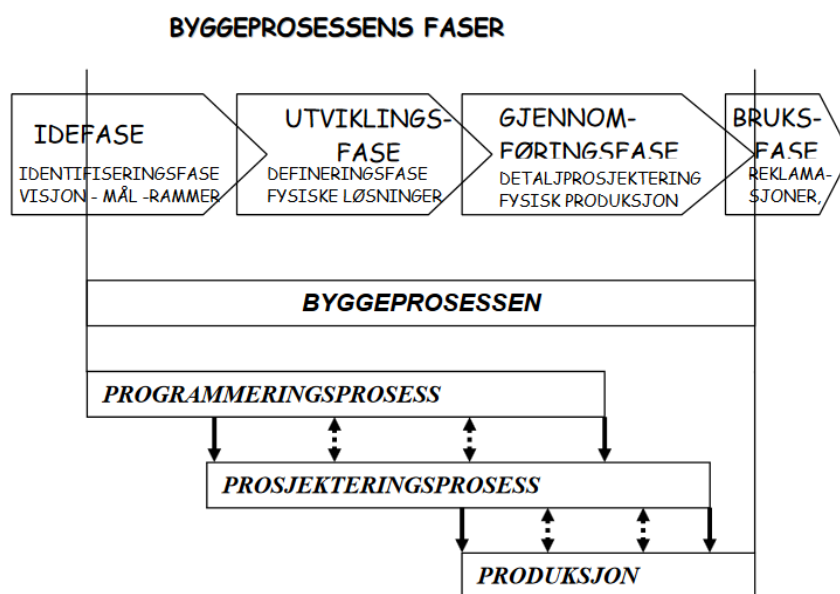 BYGGEPROSESSENS FASER
IDEFASE
IDENTIFISERINGSFASE
VISJON - MÅL -RAMMER
UTVIKLINGS-
FASE
DEFINERINGSFASE
FYSISKE LØSNINGER
GJENNOM-
FØRINGSFASE
DETALJPROSJEKTERING
FYSISK PRODUKSJON
BRUKS-
FASE
REKLAMA-
SJONER,
BYGGEPROSESSEN
PROGRAMMERINGSPROSESS
PROSJEKTERINGSPROSESS
PRODUKSJON